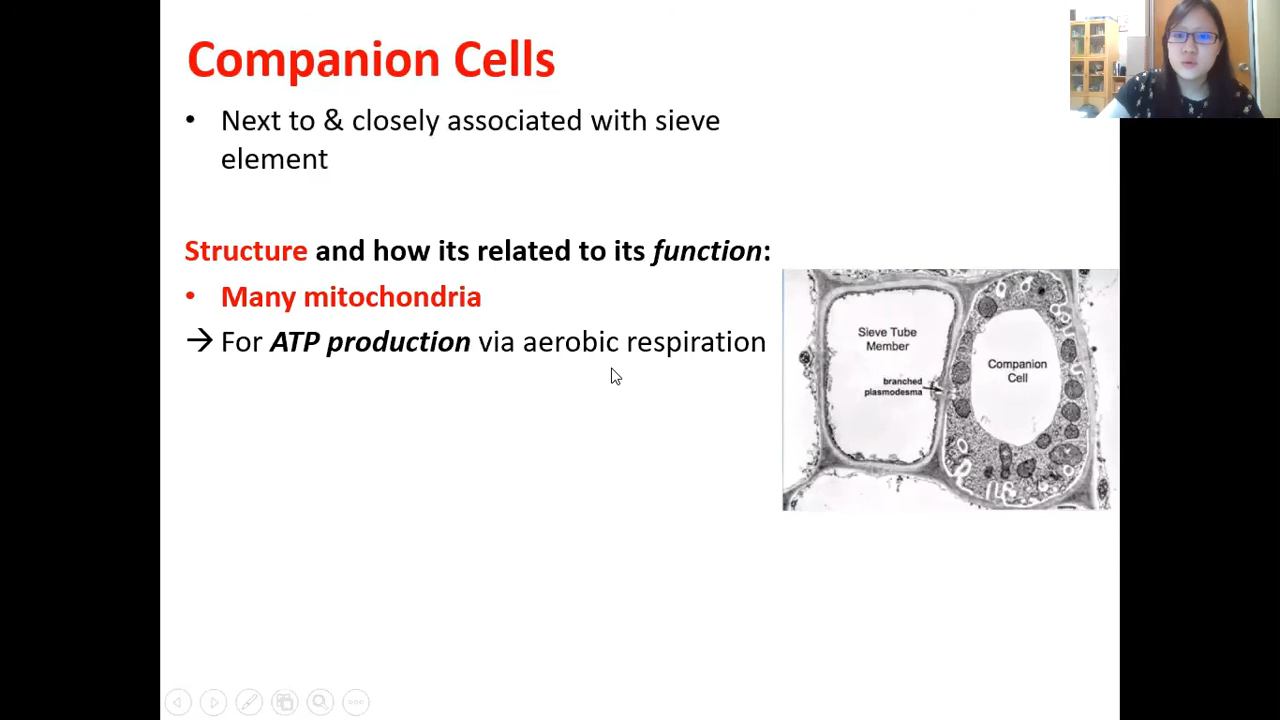 Companion Cells
• Next to & closely associated with sieve
element
Structure and how its related to its function:
• Many mitochondria
→ For ATP production via aerobic respiration
Sieve Tube
Member
branched
plasmodesma
Companion
Cell